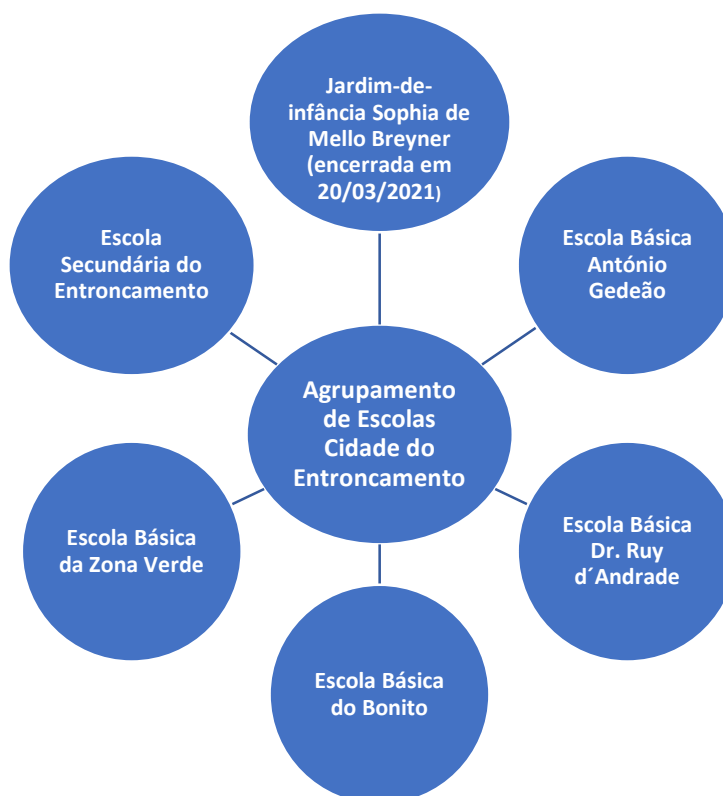 Jardim-de-
infância Sophia de
Mello Breyner
(encerrada em
20/03/2021)
Escola
Secundária do
Entroncamento
Escola Básica
António
Gedeão
Agrupamento
de Escolas
Cidade do
Entroncamento
Escola Básica
da Zona Verde
Escola Básica
Dr. Ruy
d´Andrade
Escola Básica
do Bonito